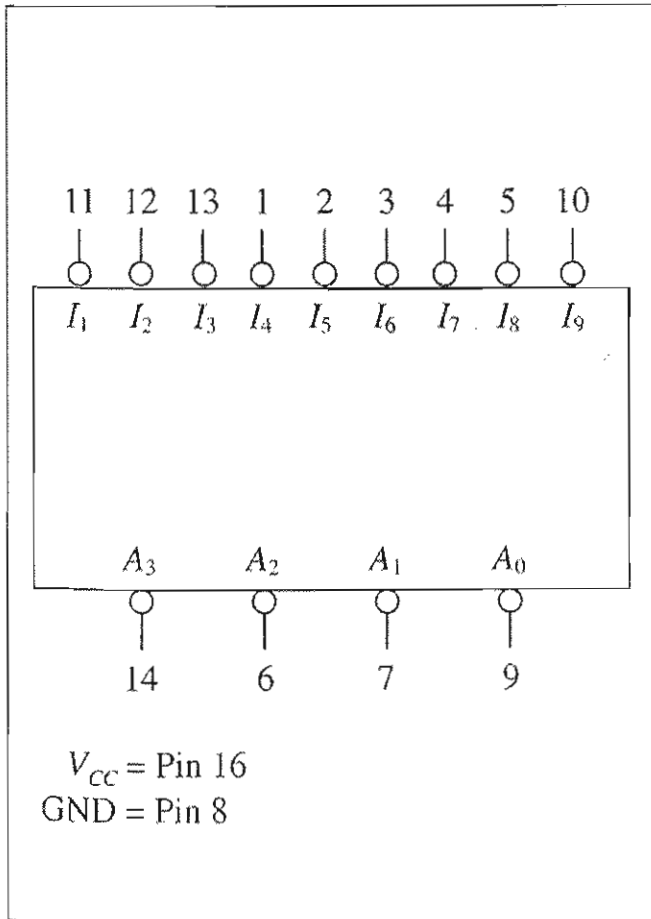 11 12 13 1 2 3 4 5 10
I₁ I₂ I₃ I₄ I₅ I₆ I₇ I₈ I₉
A₃ A₂ A₁ A₀
14 6 7 9
V_CC = Pin 16
GND = Pin 8